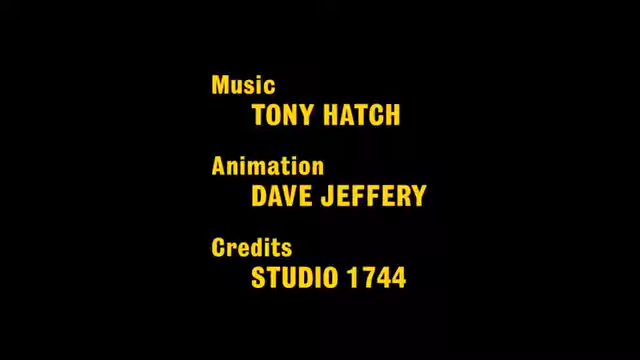 Music
TONY HATCH
Animation
DAVE JEFFERY
Credits
STUDIO 1744